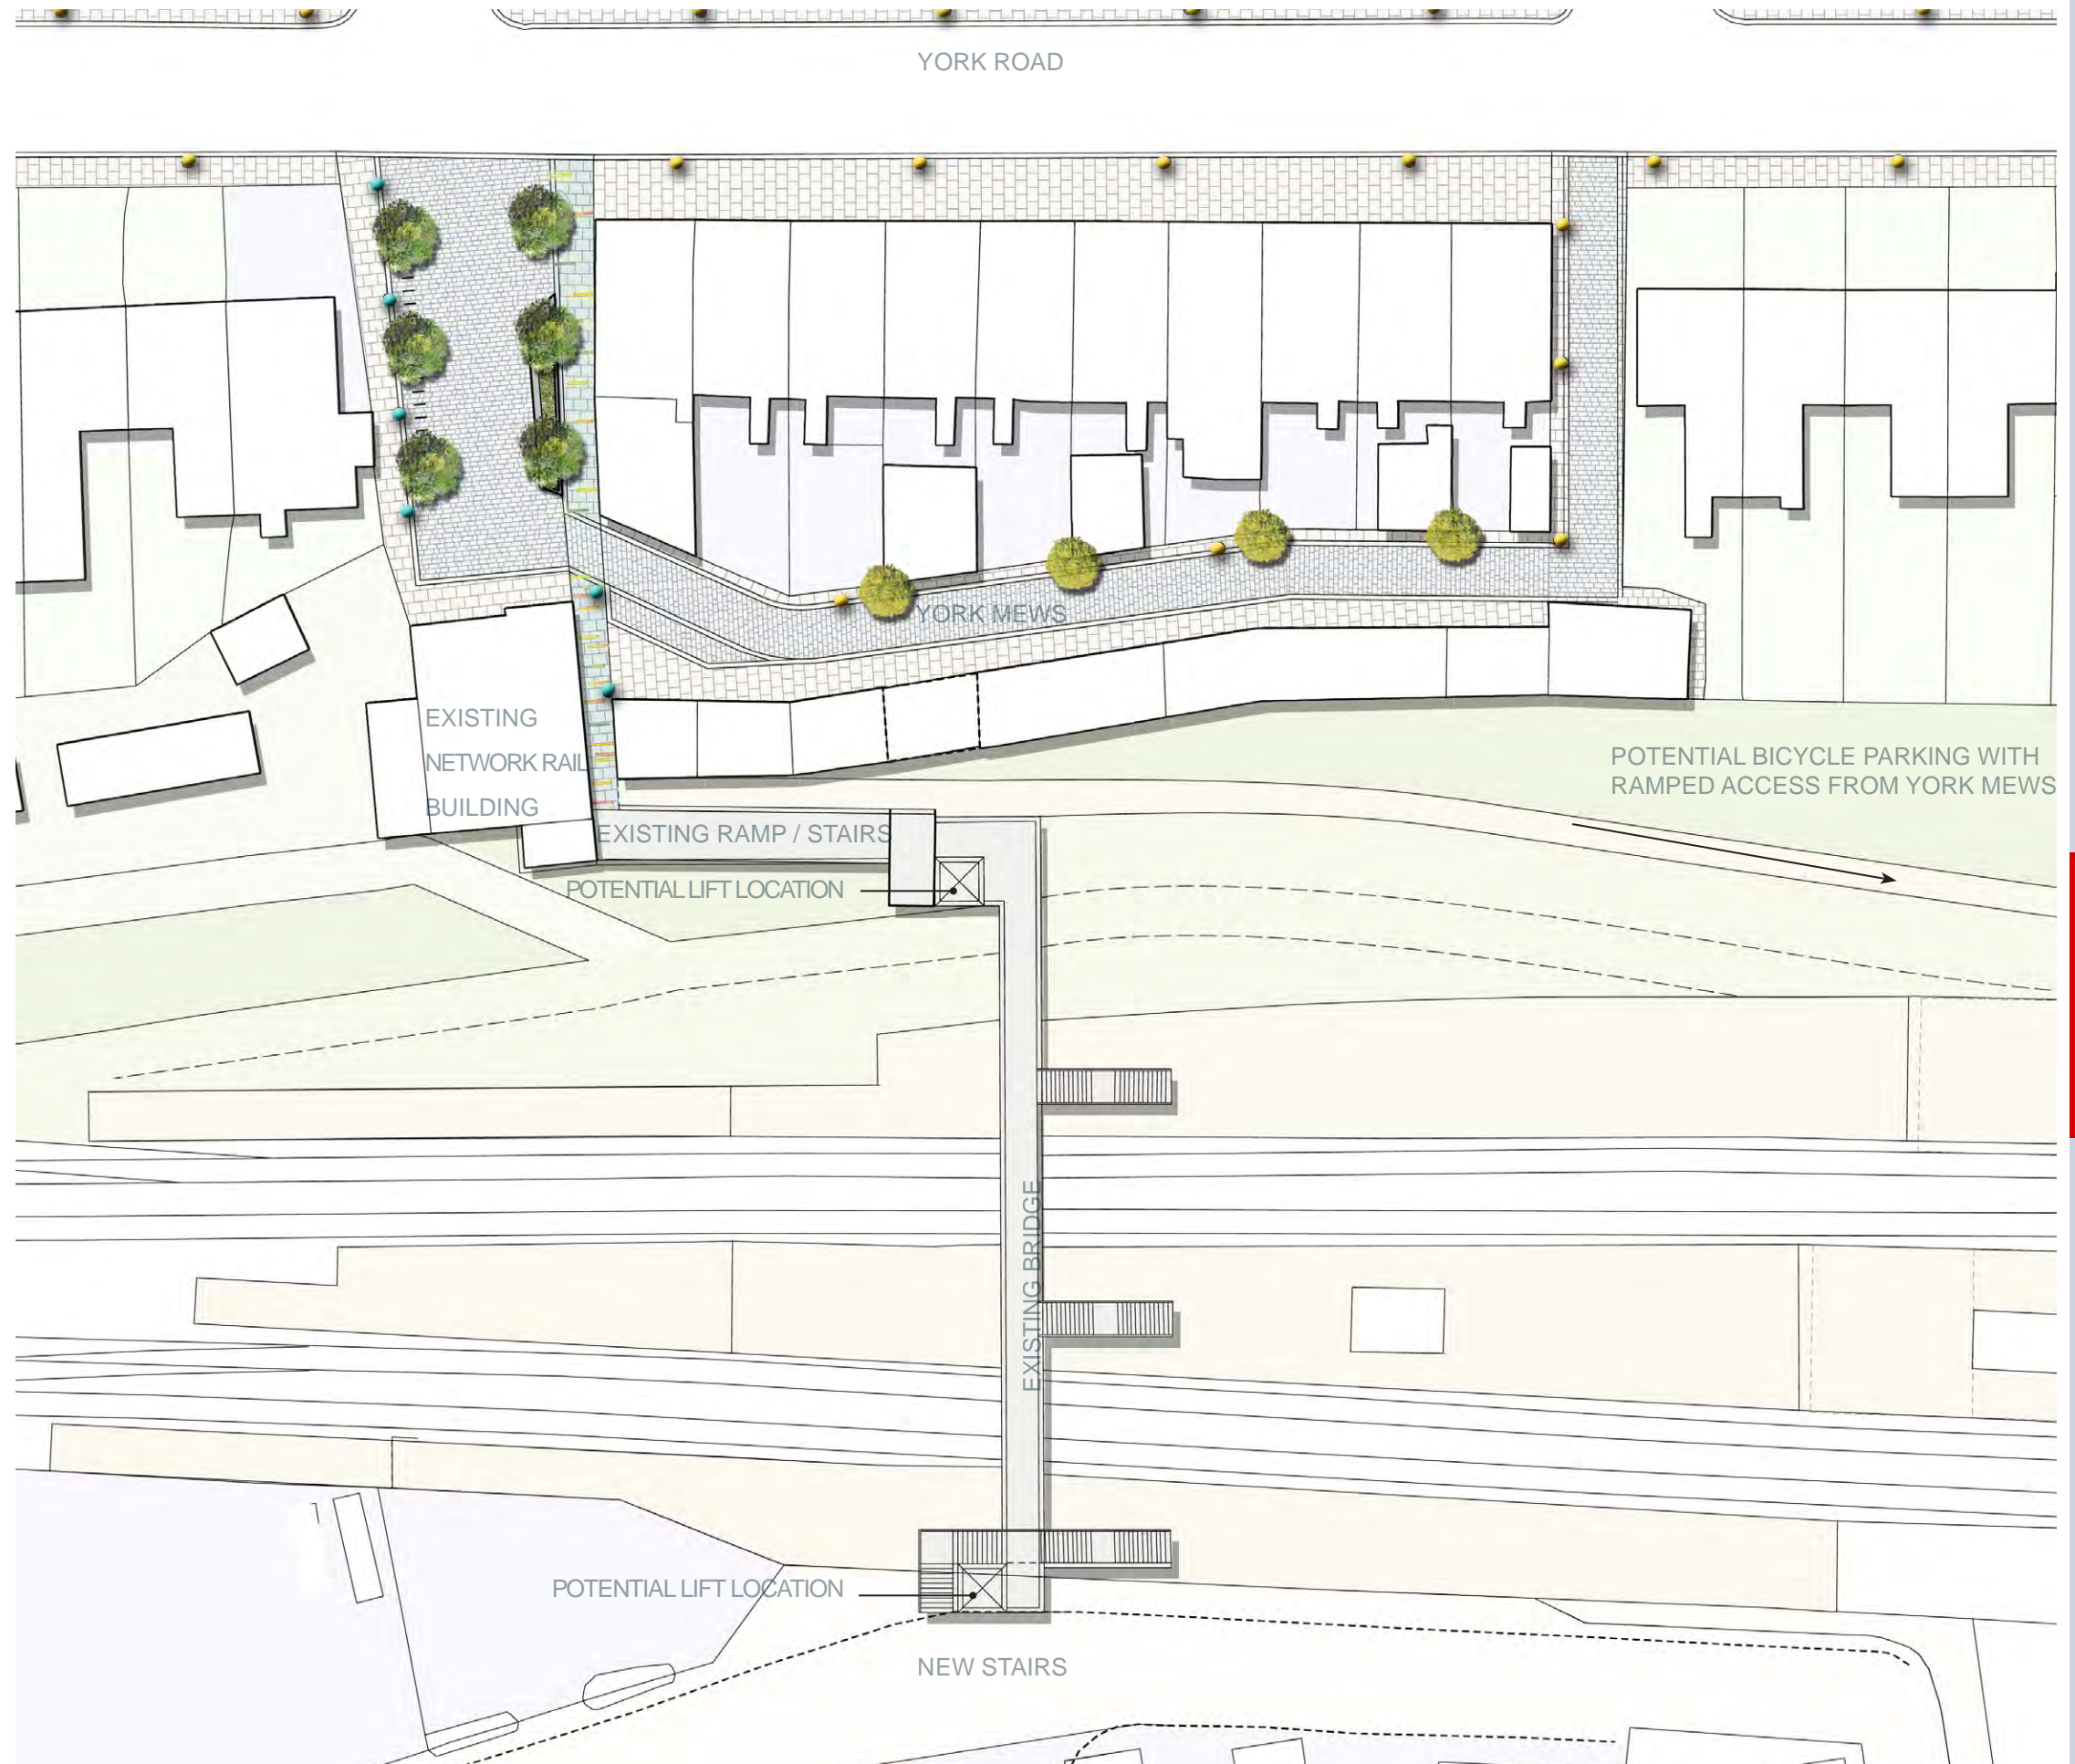 YORK ROAD
YORK MEWS
EXISTING
NETWORK RAIL
BUILDING
POTENTIAL BICYCLE PARKING WITH
RAMPED ACCESS FROM YORK MEWS
EXISTING RAMP / STAIRS
POTENTIAL LIFT LOCATION
EXISTING BRIDGE
POTENTIAL LIFT LOCATION
NEW STAIRS